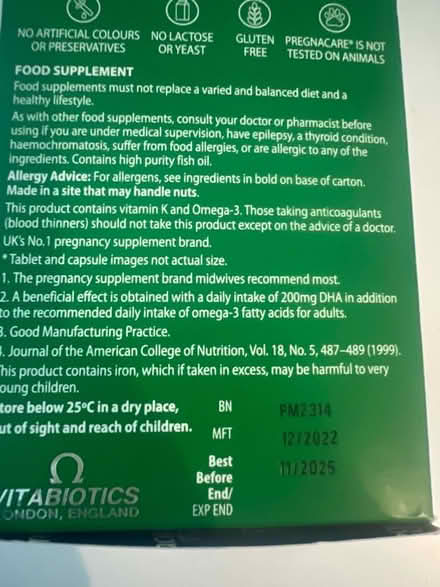 NO ARTIFICIAL COLOURS
OR PRESERVATIVES
NO LACTOSE
OR YEAST
GLUTEN
FREE
PREGNACARE® IS NOT
TESTED ON ANIMALS
FOOD SUPPLEMENT
Food supplements must not replace a varied and balanced diet and a
healthy lifestyle.
As with other food supplements, consult your doctor or pharmacist before
using if you are under medical supervision, have epilepsy, a thyroid condition,
haemochromatosis, suffer from food allergies, or are allergic to any of the
ingredients. Contains high purity fish oil.
Allergy Advice: For allergens, see ingredients in bold on base of carton.
Made in a site that may handle nuts.
This product contains vitamin K and Omega-3. Those taking anticoagulants
(blood thinners) should not take this product except on the advice of a doctor.
UK's No.1 pregnancy supplement brand.
* Tablet and capsule images not actual size.
1. The pregnancy supplement brand midwives recommend most.
2. A beneficial effect is obtained with a daily intake of 200mg DHA in addition
to the recommended daily intake of omega-3 fatty acids for adults.
3. Good Manufacturing Practice.
. Journal of the American College of Nutrition, Vol. 18, No. 5, 487–489 (1999).
This product contains iron, which if taken in excess, may be harmful to very
oung children.
tore below 25ºC in a dry place,
ut of sight and reach of children.
BN PM2314
MFT 12/2022
Best
Before
End/
EXP END
11/2025
VITABIOTICS
LONDON, ENGLAND